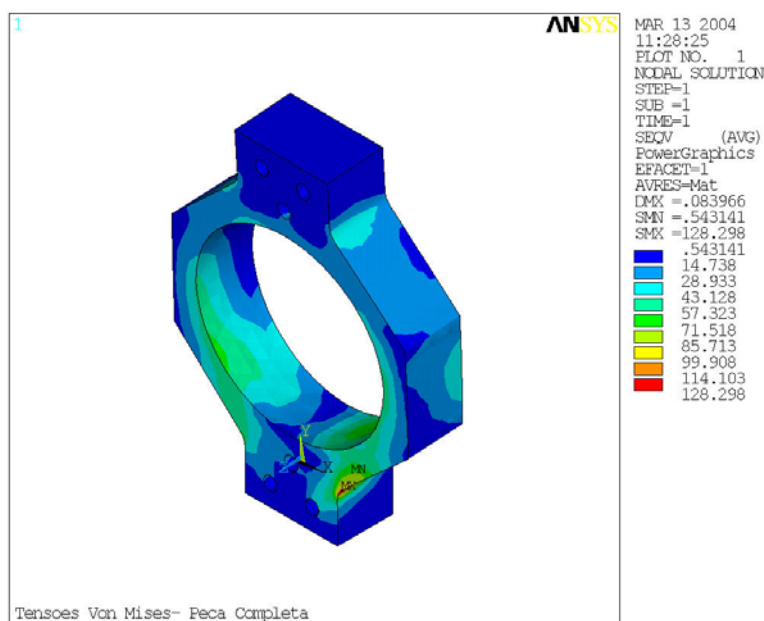 1
ANSYS
MAR 13 2004
11:28:25
PLOT NO. 1
NODAL SOLUTION
STEP=1
SUB =1
TIME=1
SEQV (AVG)
PowerGraphics
EFACET=1
AVRES=Mat
DMX =.083966
SMN =.543141
SMX =128.298
.543141
14.738
28.933
43.128
57.323
71.518
85.713
99.908
114.103
128.298
Y
Z X
MN
MX
Tensoes Von Mises- Peca Completa